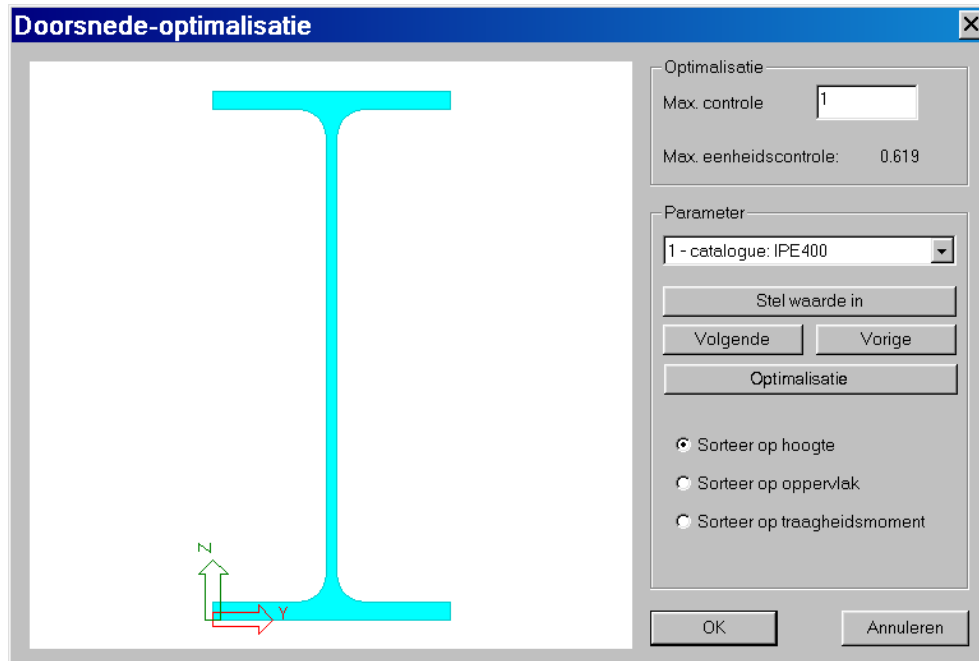 Doorsnede-optimalisatie
Optimalisatie
Max. controle
1
Max. eenheidscontrole: 0.619
Parameter
1 - catalogue: IPE400
Stel waarde in
Volgende Vorige
Optimalisatie
Sorteer op hoogte
Sorteer op oppervlak
Sorteer op traagheidsmoment
Z
Y
OK Annuleren